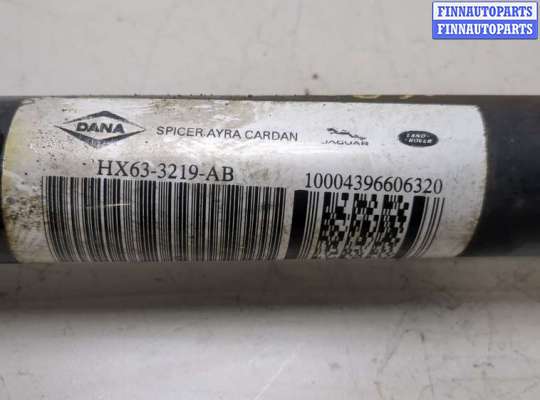 FINNAUTOPARTS
FINNAUTOPARTS
DANA
SPICER AYRA CARDAN
JAGUAR
LAND-
ROVER
HX63-3219-AB
10004396606320